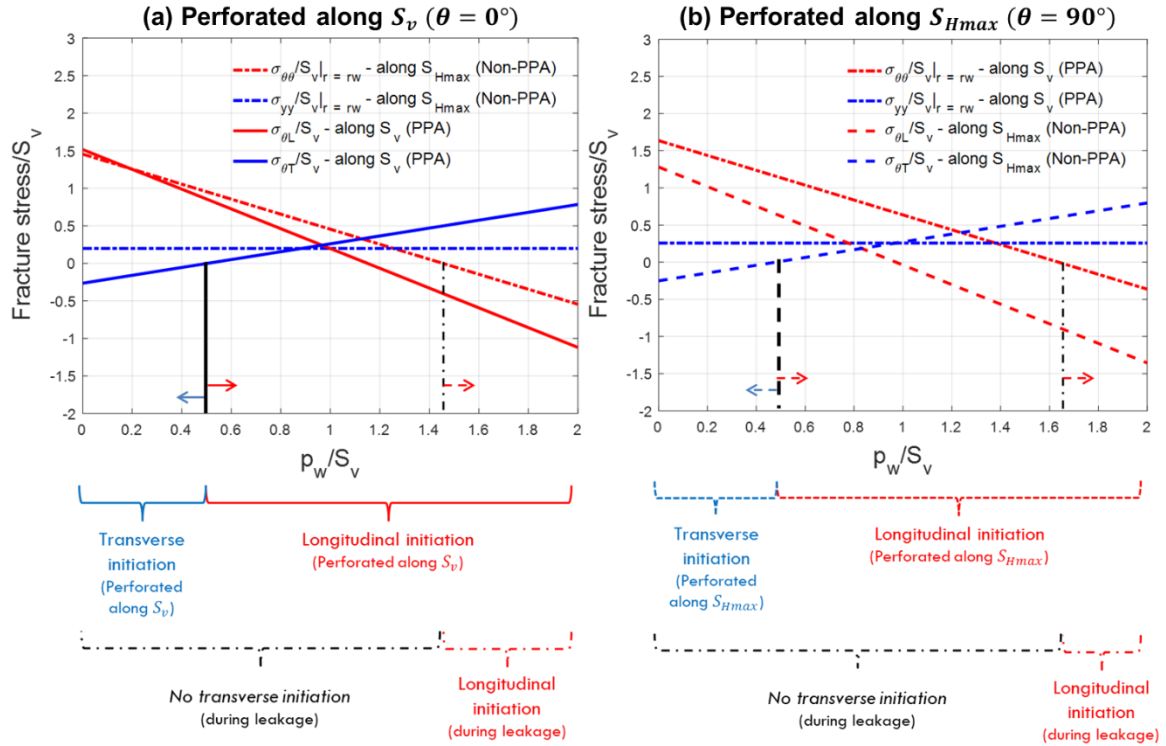 (a) Perforated along S_v (θ = 0°)
3
2.5
2
1.5
1
0.5
0
-0.5
-1
-1.5
-2
Fracture stress/S_v
σ_θθ/S_v|_r = rw - along S_Hmax (Non-PPA)
σ_yy/S_v|_r = rw - along S_Hmax (Non-PPA)
σ_θL/S_v - along S_v (PPA)
σ_θT/S_v - along S_v (PPA)
0 0.2 0.4 0.6 0.8 1 1.2 1.4 1.6 1.8 2
p_w/S_v
Transverse
initiation
(Perforated
along S_v)
Longitudinal initiation
(Perforated along S_v)
No transverse initiation
(during leakage)
Longitudinal
initiation
(during leakage)
(b) Perforated along S_Hmax (θ = 90°)
3
2.5
2
1.5
1
0.5
0
-0.5
-1
-1.5
-2
Fracture stress/S_v
σ_θθ/S_v|_r = rw - along S_v (PPA)
σ_yy/S_v|_r = rw - along S_v (PPA)
σ_θL/S_v - along S_Hmax (Non-PPA)
σ_θT/S_v - along S_Hmax (Non-PPA)
0 0.2 0.4 0.6 0.8 1 1.2 1.4 1.6 1.8 2
p_w/S_v
Transverse
initiation
(Perforated
along S_Hmax)
Longitudinal initiation
(Perforated along S_Hmax)
No transverse initiation
(during leakage)
Longitudinal
initiation
(during leakage)